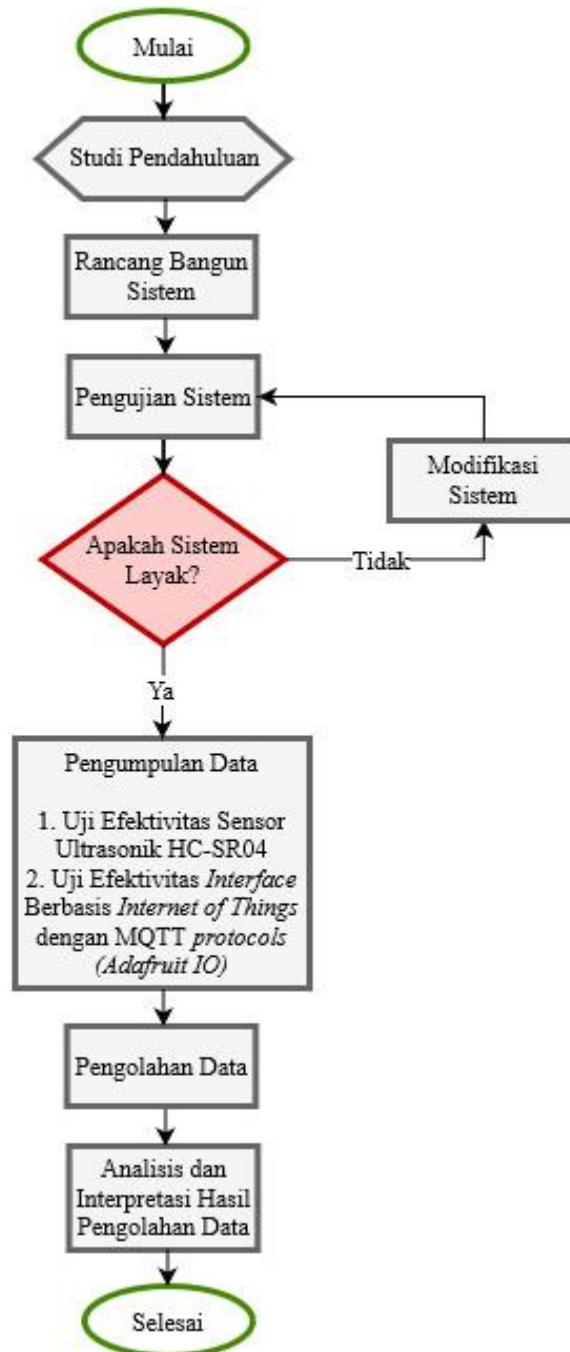 Mulai
Studi Pendahuluan
Rancang Bangun
Sistem
Pengujian Sistem
Modifikasi
Sistem
Apakah Sistem
Layak?
Tidak
Ya
Pengumpulan Data
1. Uji Efektivitas Sensor
Ultrasonik HC-SR04
2. Uji Efektivitas Interface
Berbasis Internet of Things
dengan MQTT protocols
(Adafruit IO)
Pengolahan Data
Analisis dan
Interpretasi Hasil
Pengolahan Data
Selesai